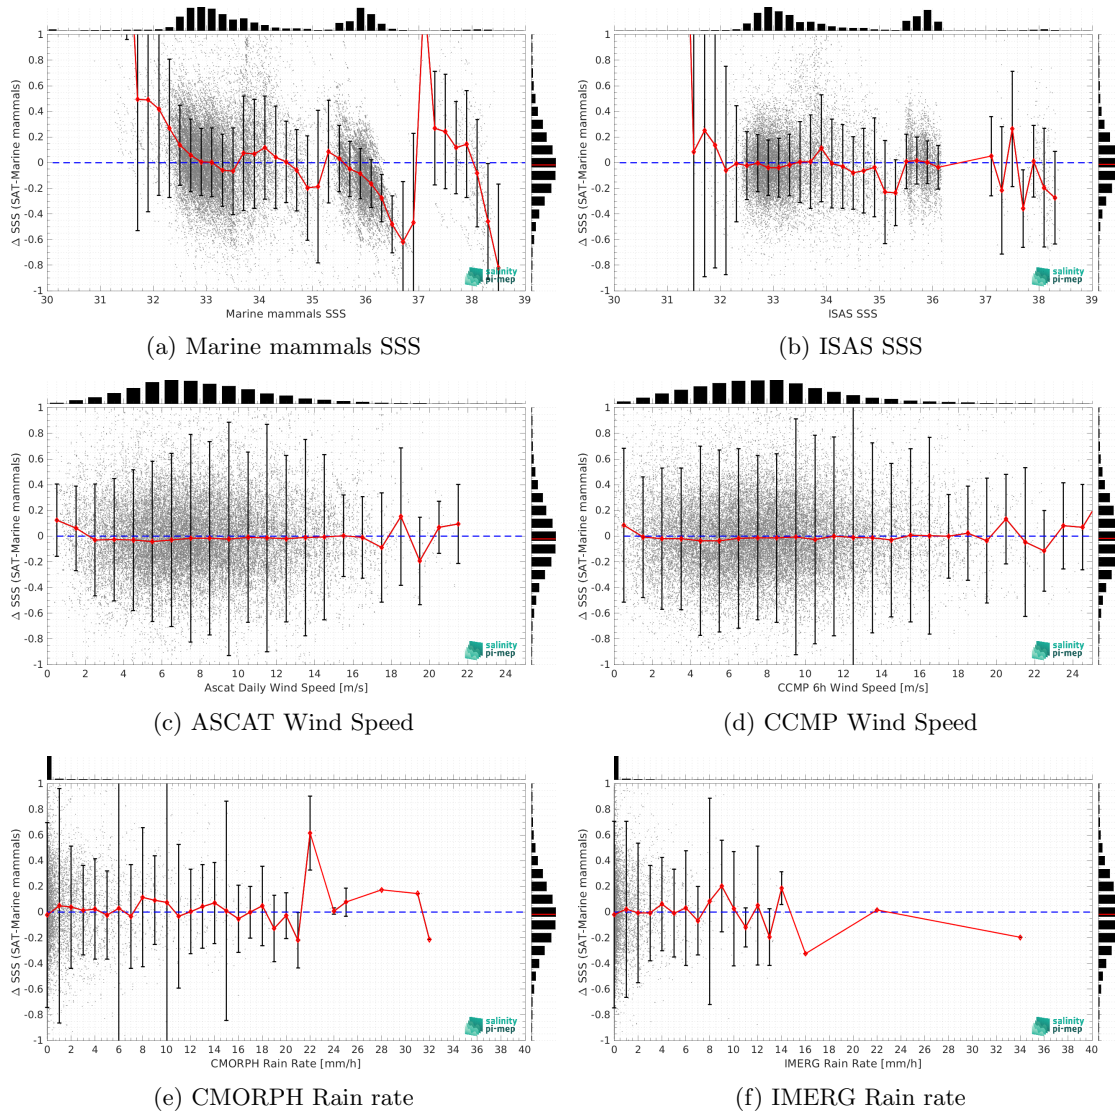 1
0.8
0.6
0.4
0.2
0
-0.2
-0.4
-0.6
-0.8
-1
Δ SSS (SAT-Marine mammals)
30 31 32 33 34 35 36 37 38 39
Marine mammals SSS
salinity
pi-mep
(a) Marine mammals SSS
1
0.8
0.6
0.4
0.2
0
-0.2
-0.4
-0.6
-0.8
-1
Δ SSS (SAT-Marine mammals)
30 31 32 33 34 35 36 37 38 39
ISAS SSS
salinity
pi-mep
(b) ISAS SSS
1
0.8
0.6
0.4
0.2
0
-0.2
-0.4
-0.6
-0.8
-1
Δ SSS (SAT-Marine mammals)
0 2 4 6 8 10 12 14 16 18 20 22 24
Ascat Daily Wind Speed [m/s]
salinity
pi-mep
(c) ASCAT Wind Speed
1
0.8
0.6
0.4
0.2
0
-0.2
-0.4
-0.6
-0.8
-1
Δ SSS (SAT-Marine mammals)
0 2 4 6 8 10 12 14 16 18 20 22 24
CCMP 6h Wind Speed [m/s]
salinity
pi-mep
(d) CCMP Wind Speed
1
0.8
0.6
0.4
0.2
0
-0.2
-0.4
-0.6
-0.8
-1
Δ SSS (SAT-Marine mammals)
0 2 4 6 8 10 12 14 16 18 20 22 24 26 28 30 32 34 36 38 40
CMORPH Rain Rate [mm/h]
salinity
pi-mep
(e) CMORPH Rain rate
1
0.8
0.6
0.4
0.2
0
-0.2
-0.4
-0.6
-0.8
-1
Δ SSS (SAT-Marine mammals)
0 2 4 6 8 10 12 14 16 18 20 22 24 26 28 30 32 34 36 38 40
IMERG Rain Rate [mm/h]
salinity
pi-mep
(f) IMERG Rain rate